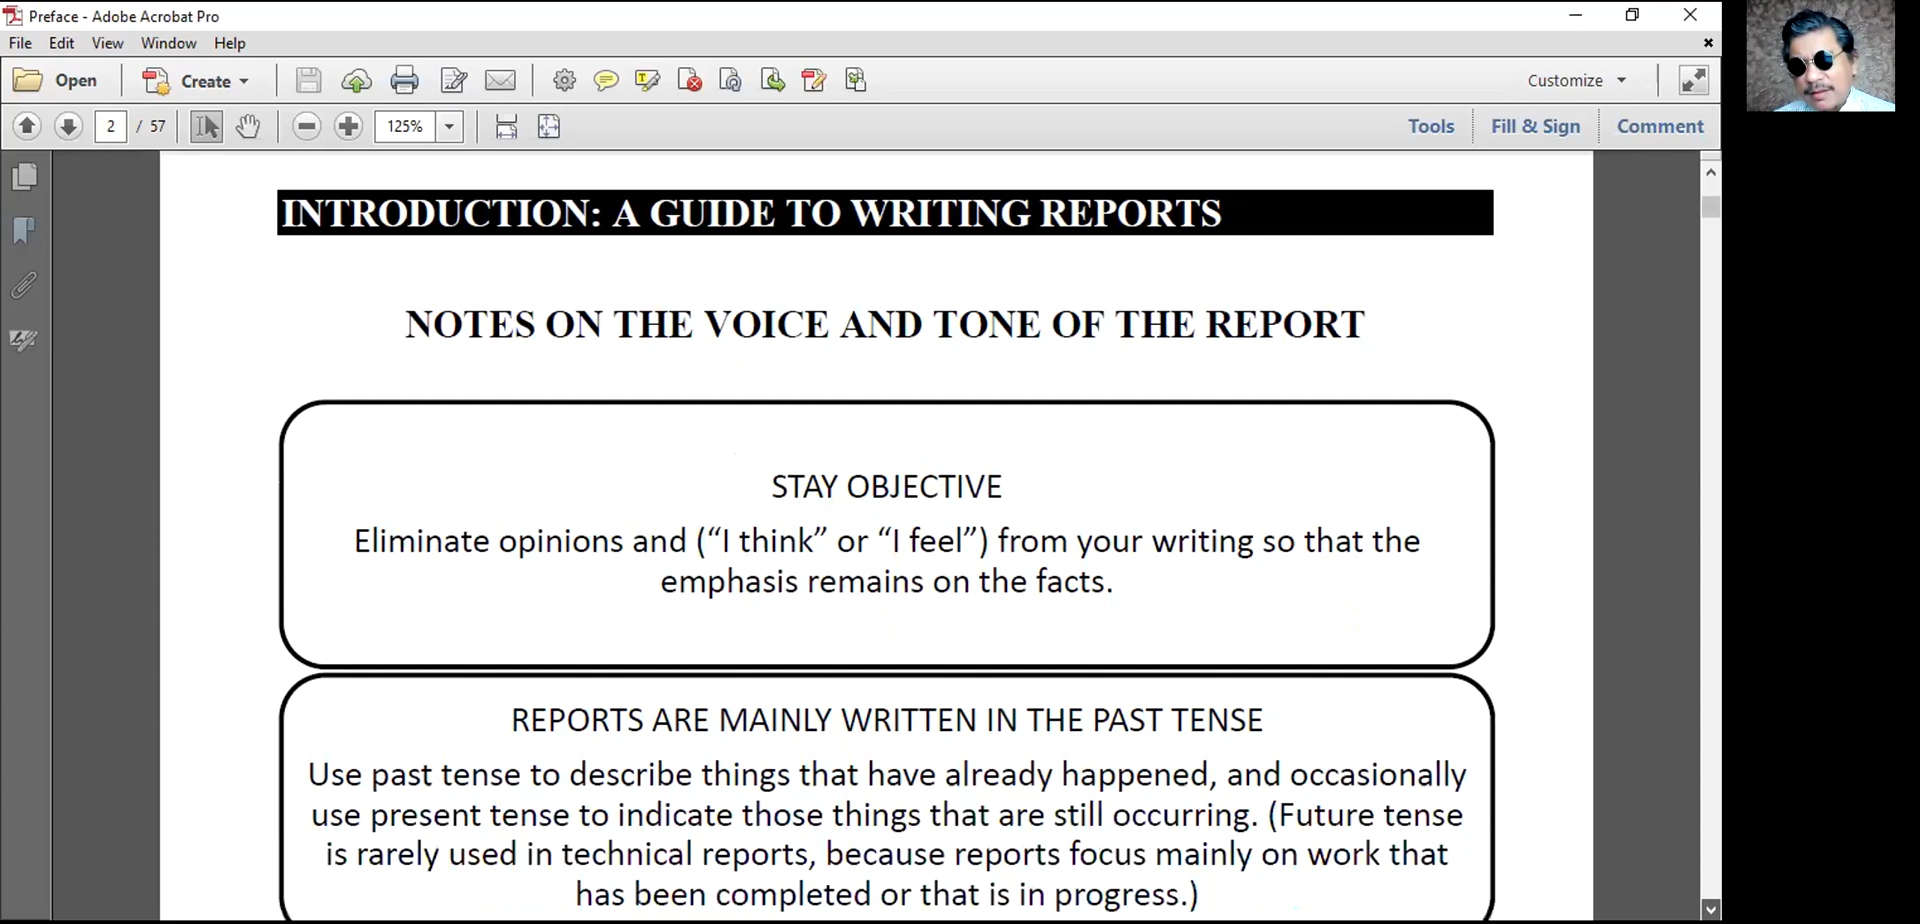 Preface - Adobe Acrobat Pro
File Edit View Window Help
Open Create Customize
2 / 57 125% Tools Fill & Sign Comment
INTRODUCTION: A GUIDE TO WRITING REPORTS
NOTES ON THE VOICE AND TONE OF THE REPORT
STAY OBJECTIVE
Eliminate opinions and (“I think” or “I feel”) from your writing so that the
emphasis remains on the facts.
REPORTS ARE MAINLY WRITTEN IN THE PAST TENSE
Use past tense to describe things that have already happened, and occasionally
use present tense to indicate those things that are still occurring. (Future tense
is rarely used in technical reports, because reports focus mainly on work that
has been completed or that is in progress.)